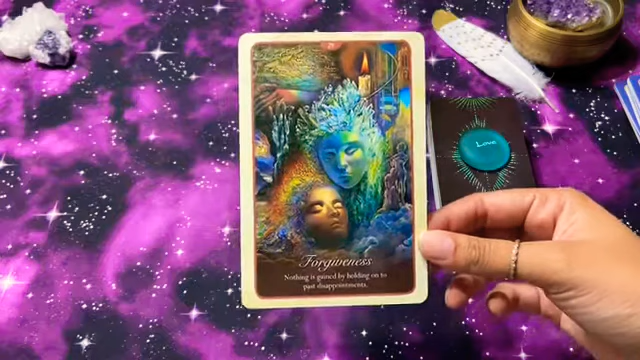 Forgiveness
Nothing is gained by holding on to
past disappointments.
Love